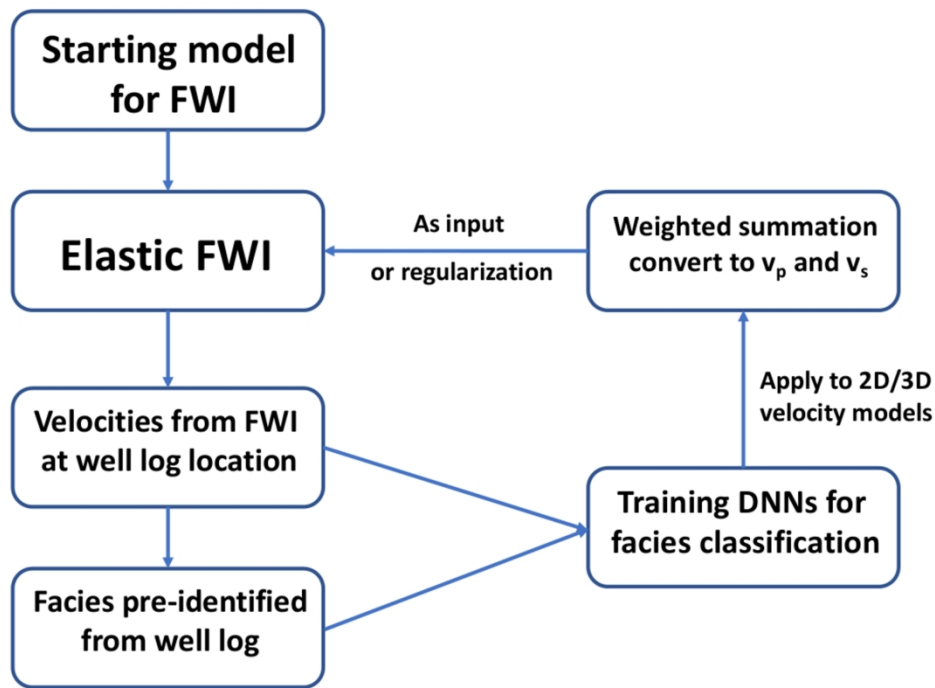 Starting model
for FWI
Elastic FWI
As input
or regularization
Weighted summation
convert to vₚ and vₛ
Velocities from FWI
at well log location
Apply to 2D/3D
velocity models
Training DNNs for
facies classification
Facies pre-identified
from well log